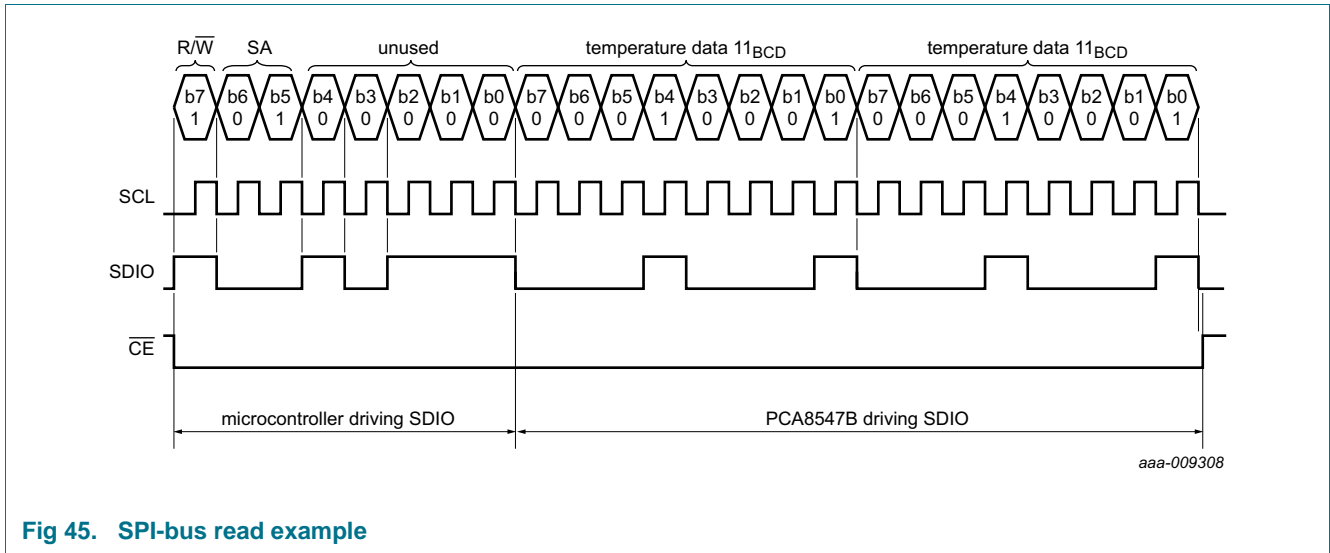 R/W SA unused temperature data 11BCD temperature data 11BCD
b7 b6 b5 b4 b3 b2 b1 b0 b7 b6 b5 b4 b3 b2 b1 b0 b7 b6 b5 b4 b3 b2 b1 b0
1 0 1 0 0 0 0 0 0 0 0 1 0 0 0 1 0 0 0 1 0 0 0 1
SCL
SDIO
CE
microcontroller driving SDIO PCA8547B driving SDIO
aaa-009308
Fig 45. SPI-bus read example